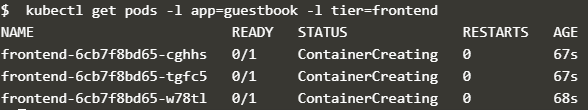 $  kubectl get pods -l app=guestbook -l tier=frontend
NAME                        READY   STATUS              RESTARTS   AGE
frontend-6cb7f8bd65-cghhs   0/1     ContainerCreating   0          67s
frontend-6cb7f8bd65-tgfc5   0/1     ContainerCreating   0          67s
frontend-6cb7f8bd65-w78tl   0/1     ContainerCreating   0          68s